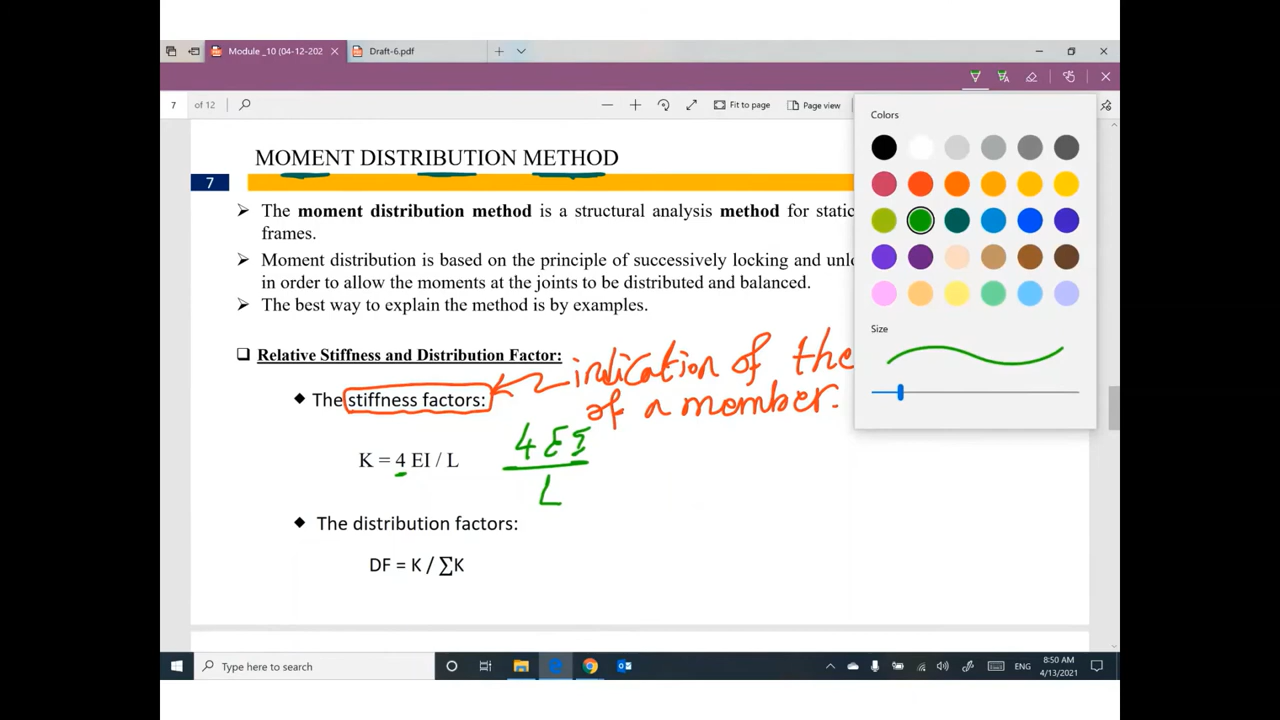 Module _10 (04-12-202
Draft-6.pdf
7 of 12
Fit to page
Page view
Colors
Size
MOMENT DISTRIBUTION METHOD
7
➢ The moment distribution method is a structural analysis method for static
frames.
➢ Moment distribution is based on the principle of successively locking and unlo
in order to allow the moments at the joints to be distributed and balanced.
➢ The best way to explain the method is by examples.
❑ Relative Stiffness and Distribution Factor:
indication of the
◆ The stiffness factors:
of a member.
K = 4 EI / L
4EI
L
◆ The distribution factors:
DF = K / ∑K
Type here to search
ENG
8:50 AM
4/13/2021